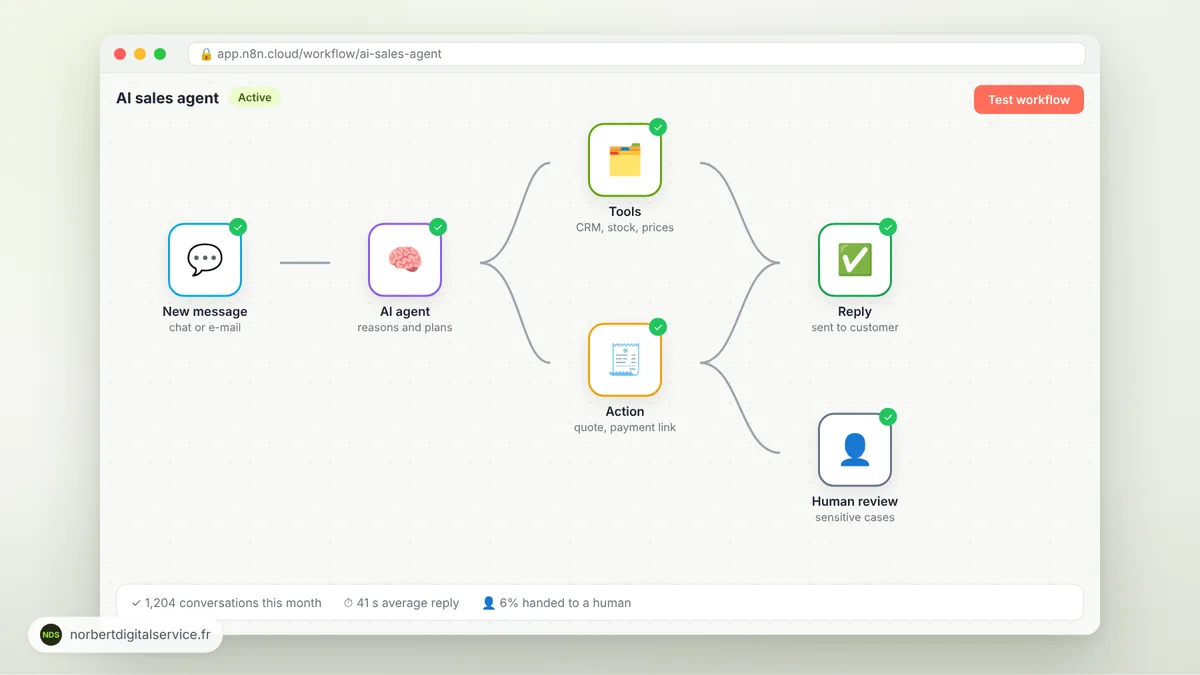 app.n8n.cloud/workflow/ai-sales-agent
AI sales agent
Active
Test workflow
Tools
CRM, stock, prices
New message
chat or e-mail
AI agent
reasons and plans
Reply
sent to customer
Action
quote, payment link
Human review
sensitive cases
✓ 1,204 conversations this month
⏱ 41 s average reply
👤 6% handed to a human
NDS norbertdigitalservice.fr